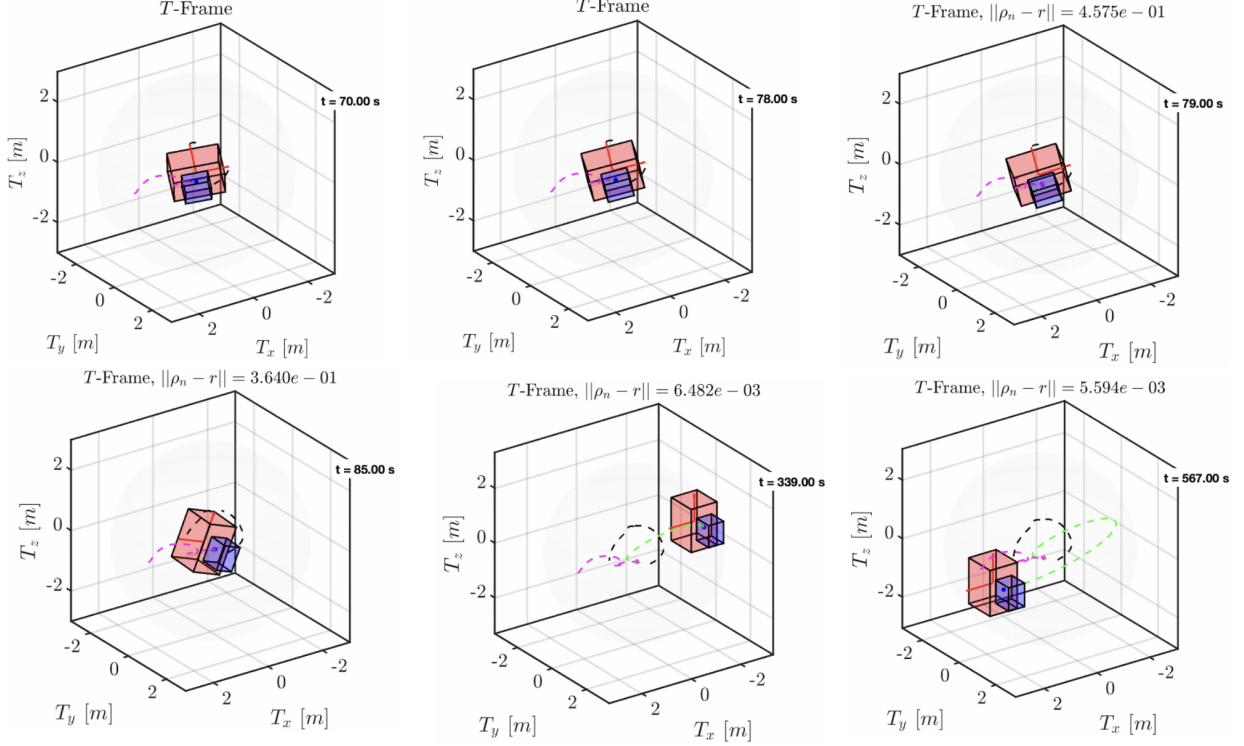 T-Frame
t = 70.00 s
T_z [m]
2
0
-2
-2
0
2
T_y [m]
2
0
-2
T_x [m]
T-Frame
t = 78.00 s
T_z [m]
2
0
-2
-2
0
2
T_y [m]
2
0
-2
T_x [m]
T-Frame, ||ρ_n − r|| = 4.575e − 01
t = 79.00 s
T_z [m]
2
0
-2
-2
0
2
T_y [m]
2
0
-2
T_x [m]
T-Frame, ||ρ_n − r|| = 3.640e − 01
t = 85.00 s
T_z [m]
2
0
-2
-2
0
2
T_y [m]
2
0
-2
T_x [m]
T-Frame, ||ρ_n − r|| = 6.482e − 03
t = 339.00 s
T_z [m]
2
0
-2
-2
0
2
T_y [m]
2
0
-2
T_x [m]
T-Frame, ||ρ_n − r|| = 5.594e − 03
t = 567.00 s
T_z [m]
2
0
-2
-2
0
2
T_y [m]
2
0
-2
T_x [m]